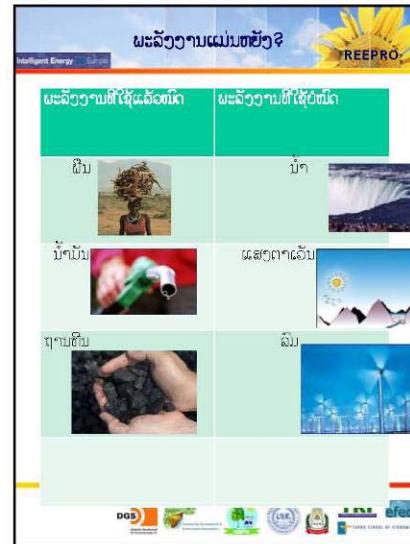 ພະລັງງານແມ່ນຫຍັງ?
Intelligent Energy Europe
REEPRO
ພະລັງງານທີ່ໃຊ້ແລ້ວໝົດ ພະລັງງານທີ່ໃຊ້ບໍ່ໝົດ
ຟືນ ນ້ຳ
ນ້ຳມັນ ແສງຕາເວັນ
ຖານຫີນ ລົມ
DGS